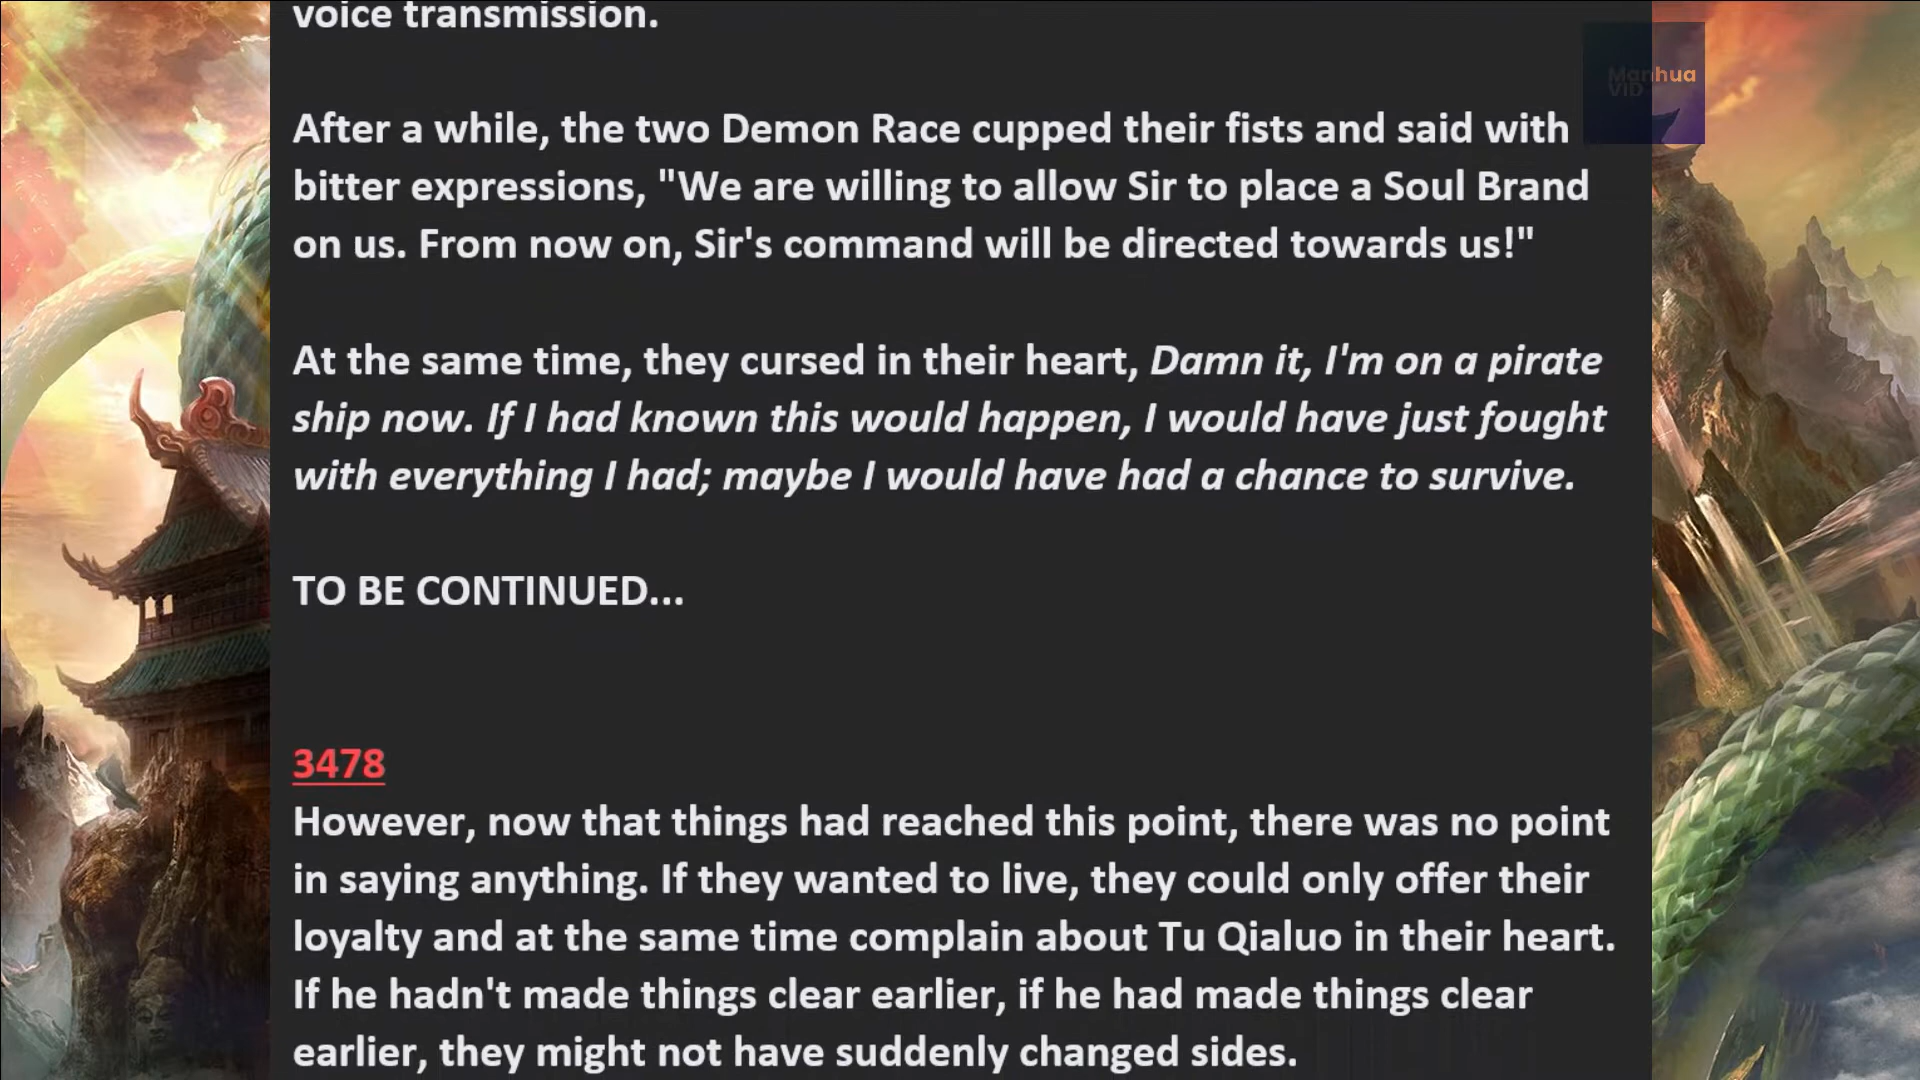 voice transmission.
Manhua
VID
After a while, the two Demon Race cupped their fists and said with
bitter expressions, "We are willing to allow Sir to place a Soul Brand
on us. From now on, Sir's command will be directed towards us!"
At the same time, they cursed in their heart, Damn it, I'm on a pirate
ship now. If I had known this would happen, I would have just fought
with everything I had; maybe I would have had a chance to survive.
TO BE CONTINUED...
3478
However, now that things had reached this point, there was no point
in saying anything. If they wanted to live, they could only offer their
loyalty and at the same time complain about Tu Qialuo in their heart.
If he hadn't made things clear earlier, if he had made things clear
earlier, they might not have suddenly changed sides.